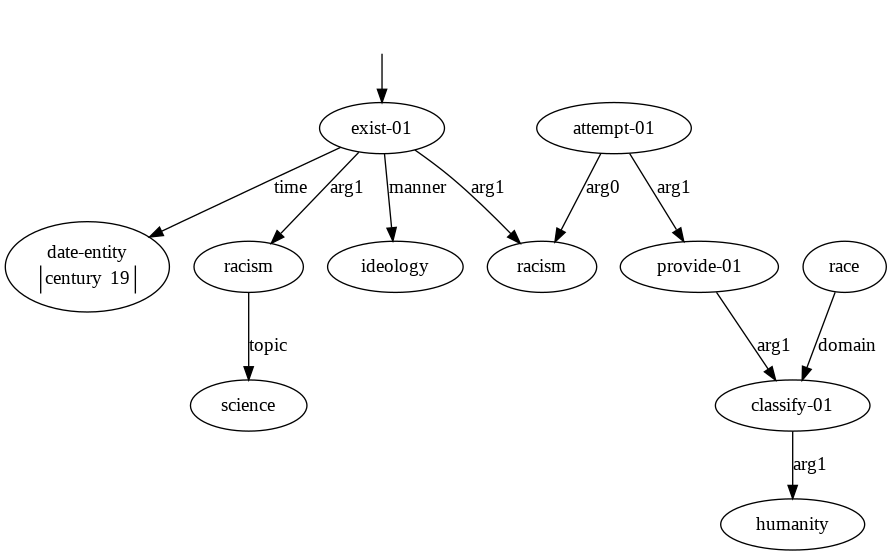 exist-01
attempt-01
time
arg1
manner
arg1
arg0
arg1
date-entity
century 19
racism
ideology
racism
provide-01
race
topic
arg1
domain
science
classify-01
arg1
humanity